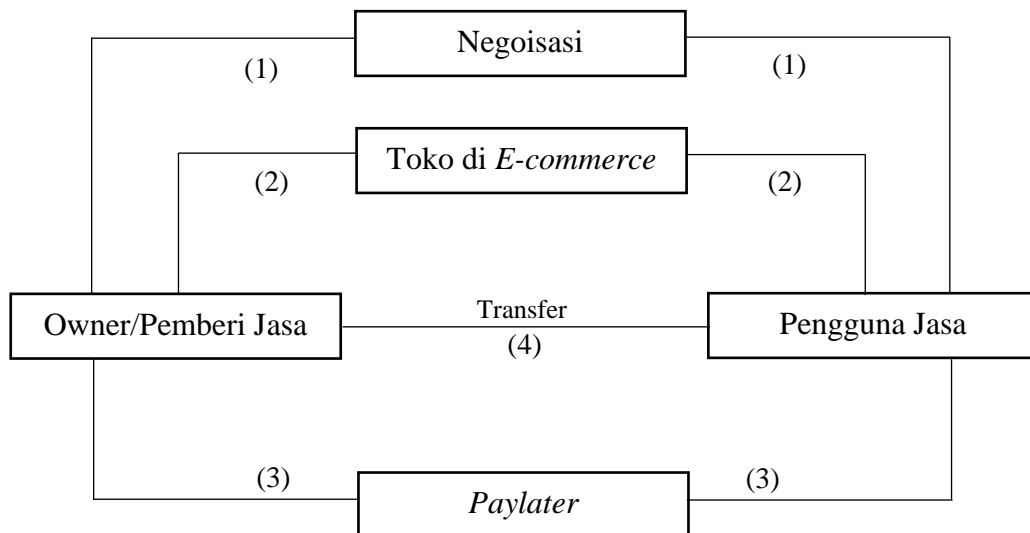 Negoisasi
(1)
(1)
Toko di E-commerce
(2)
(2)
Owner/Pemberi Jasa
Transfer
(4)
Pengguna Jasa
(3)
Paylater
(3)